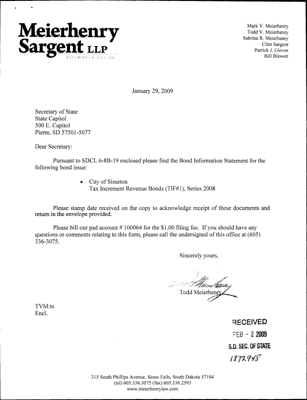 Meierhenry
Sargent LLP
ATTORNEYS AT LAW
Mark V. Meierhenry
Todd V. Meierhenry
Sabrina R. Meierhenry
Clint Sargent
Patrick J. Glover
Bill Blewett
January 29, 2009
Secretary of State
State Capitol
500 E. Capitol
Pierre, SD 57501-5077
Dear Secretary:
Pursuant to SDCL 6-8B-19 enclosed please find the Bond Information Statement for the
following bond issue:
• City of Sisseton
Tax Increment Revenue Bonds (TIF#1), Series 2008
Please stamp date received on the copy to acknowledge receipt of these documents and
return in the envelope provided.
Please bill our pad account # 100064 for the $1.00 filing fee. If you should have any
questions or comments relating to this form, please call the undersigned of this office at (605)
336-3075.
Sincerely yours,
Todd Meierhenry
TVM:ts
Encl.
RECEIVED
FEB - 2 2009
S.D. SEC. OF STATE
1872948
315 South Phillips Avenue, Sioux Falls, South Dakota 57104
(tel) 605.336.3075 (fax) 605.336.2593
www.meierhenrylaw.com